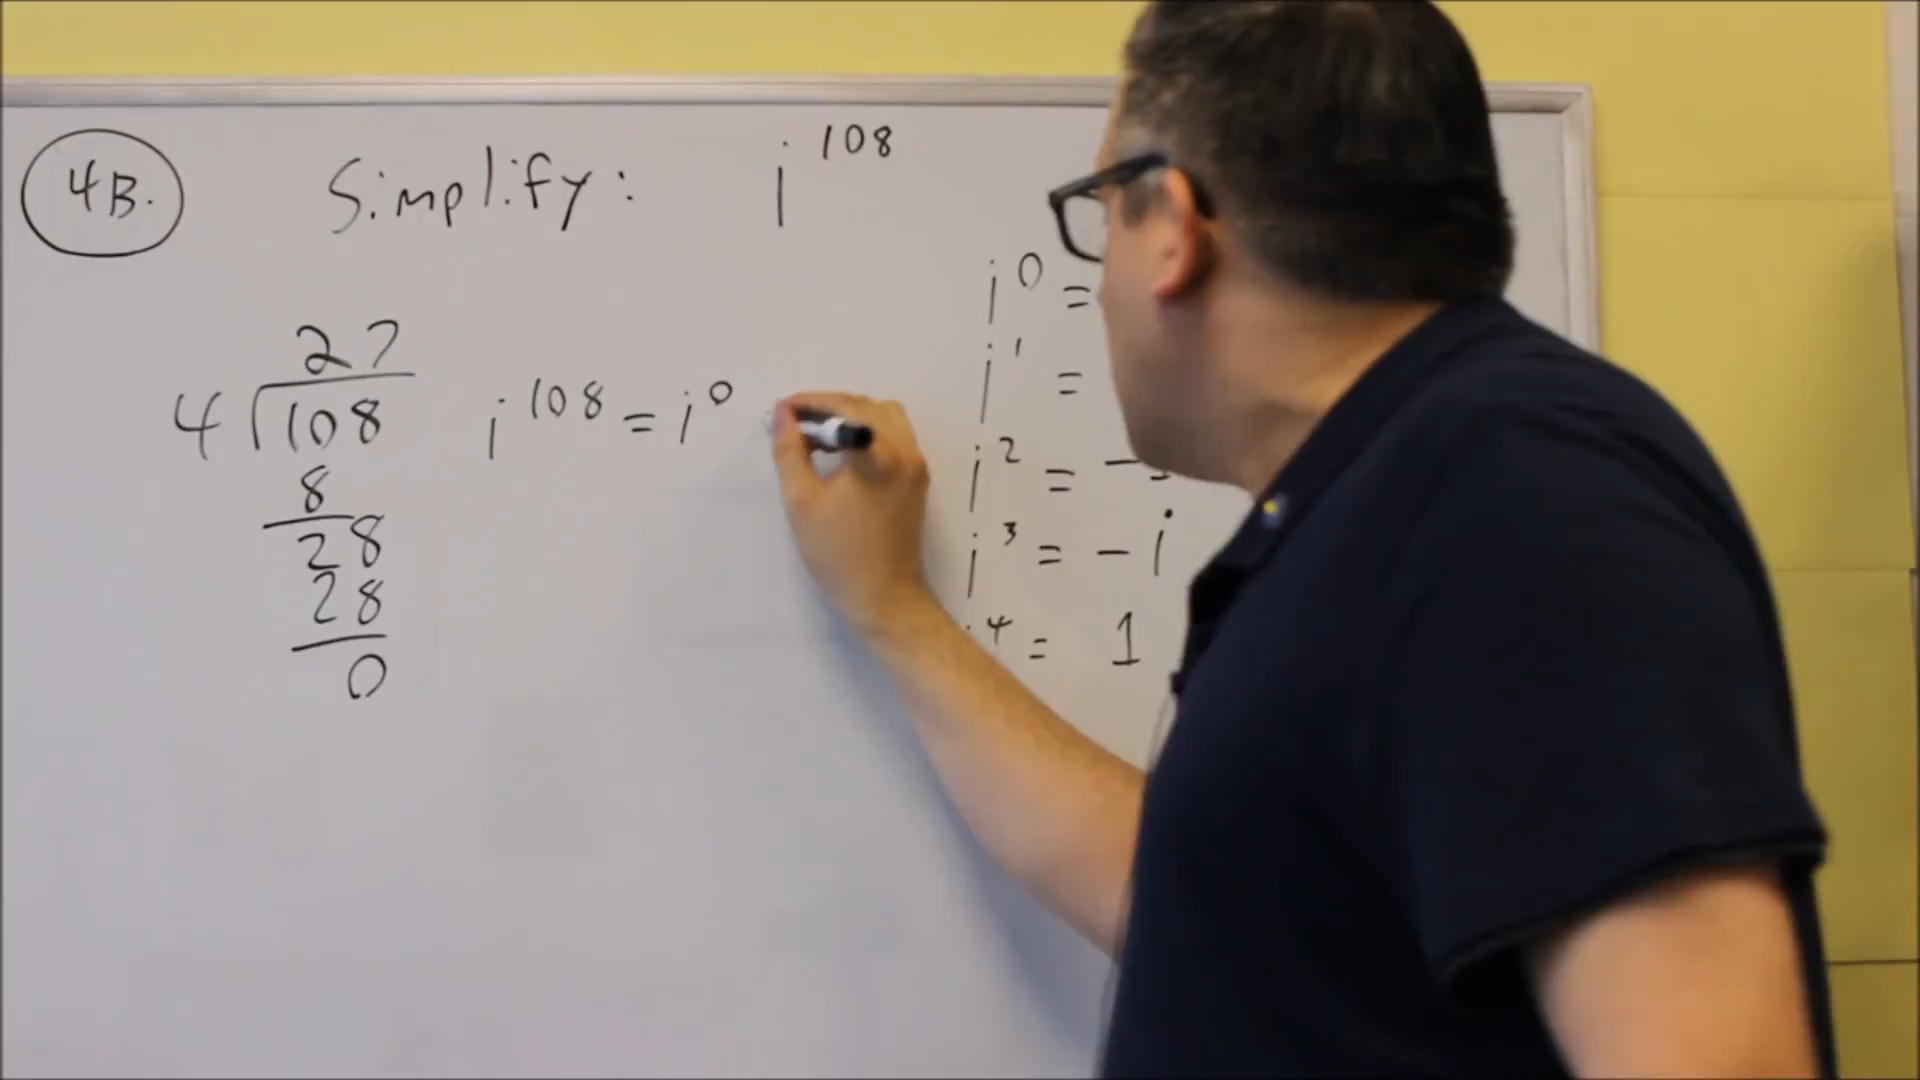 4B. Simplify: i^108
27
4 108 i^108 = i^0
8
28
28
0
i^0 =
i^1 =
i^2 = -
i^3 = -i
i^4 = 1